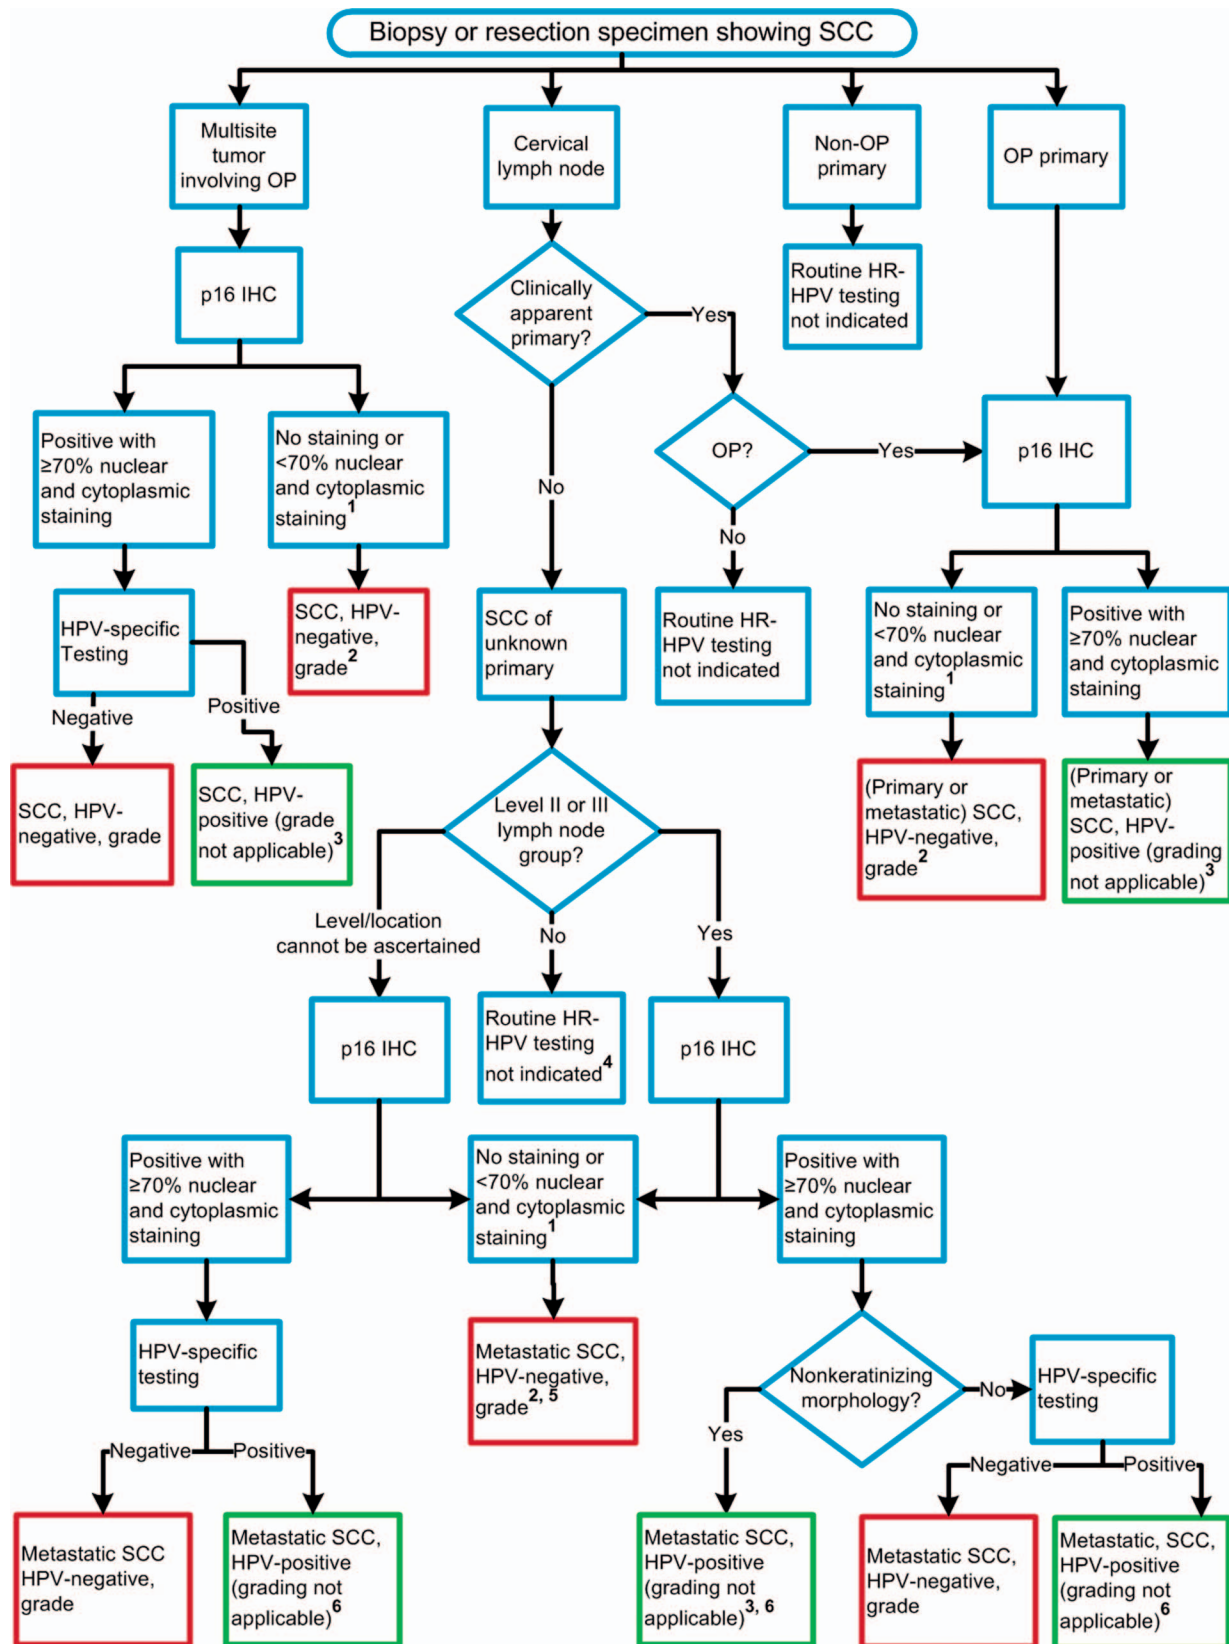 Biopsy or resection specimen showing SCC
Multisite
tumor
involving OP
Cervical
lymph node
Non-OP
primary
OP primary
p16 IHC
Clinically
apparent
primary?
Yes
Routine HR-
HPV testing
not indicated
Positive with
≥70% nuclear
and cytoplasmic
staining
No staining or
<70% nuclear
and cytoplasmic
staining1
No
OP?
Yes
p16 IHC
No
HPV-specific
Testing
SCC, HPV-
negative,
grade2
SCC of
unknown
primary
Routine HR-
HPV testing
not indicated
No staining or
<70% nuclear
and cytoplasmic
staining1
Positive with
≥70% nuclear
and cytoplasmic
staining
Negative
Positive
SCC, HPV-
negative, grade
SCC, HPV-
positive (grade
not applicable)3
Level II or III
lymph node
group?
(Primary or
metastatic) SCC,
HPV-negative,
grade2
(Primary or
metastatic)
SCC, HPV-
positive (grading
not applicable)3
Level/location
cannot be ascertained
No
Yes
p16 IHC
Routine HR-
HPV testing
not indicated4
p16 IHC
Positive with
≥70% nuclear
and cytoplasmic
staining
No staining or
<70% nuclear
and cytoplasmic
staining1
Positive with
≥70% nuclear
and cytoplasmic
staining
HPV-specific
testing
Metastatic SCC,
HPV-negative,
grade2, 5
Nonkeratinizing
morphology?
No
HPV-specific
testing
Negative
Positive
Yes
Negative
Positive
Metastatic SCC
HPV-negative,
grade
Metastatic SCC,
HPV-positive
(grading not
applicable)6
Metastatic SCC,
HPV-positive
(grading not
applicable)3, 6
Metastatic SCC,
HPV-negative,
grade
Metastatic, SCC,
HPV-positive
(grading not
applicable)6